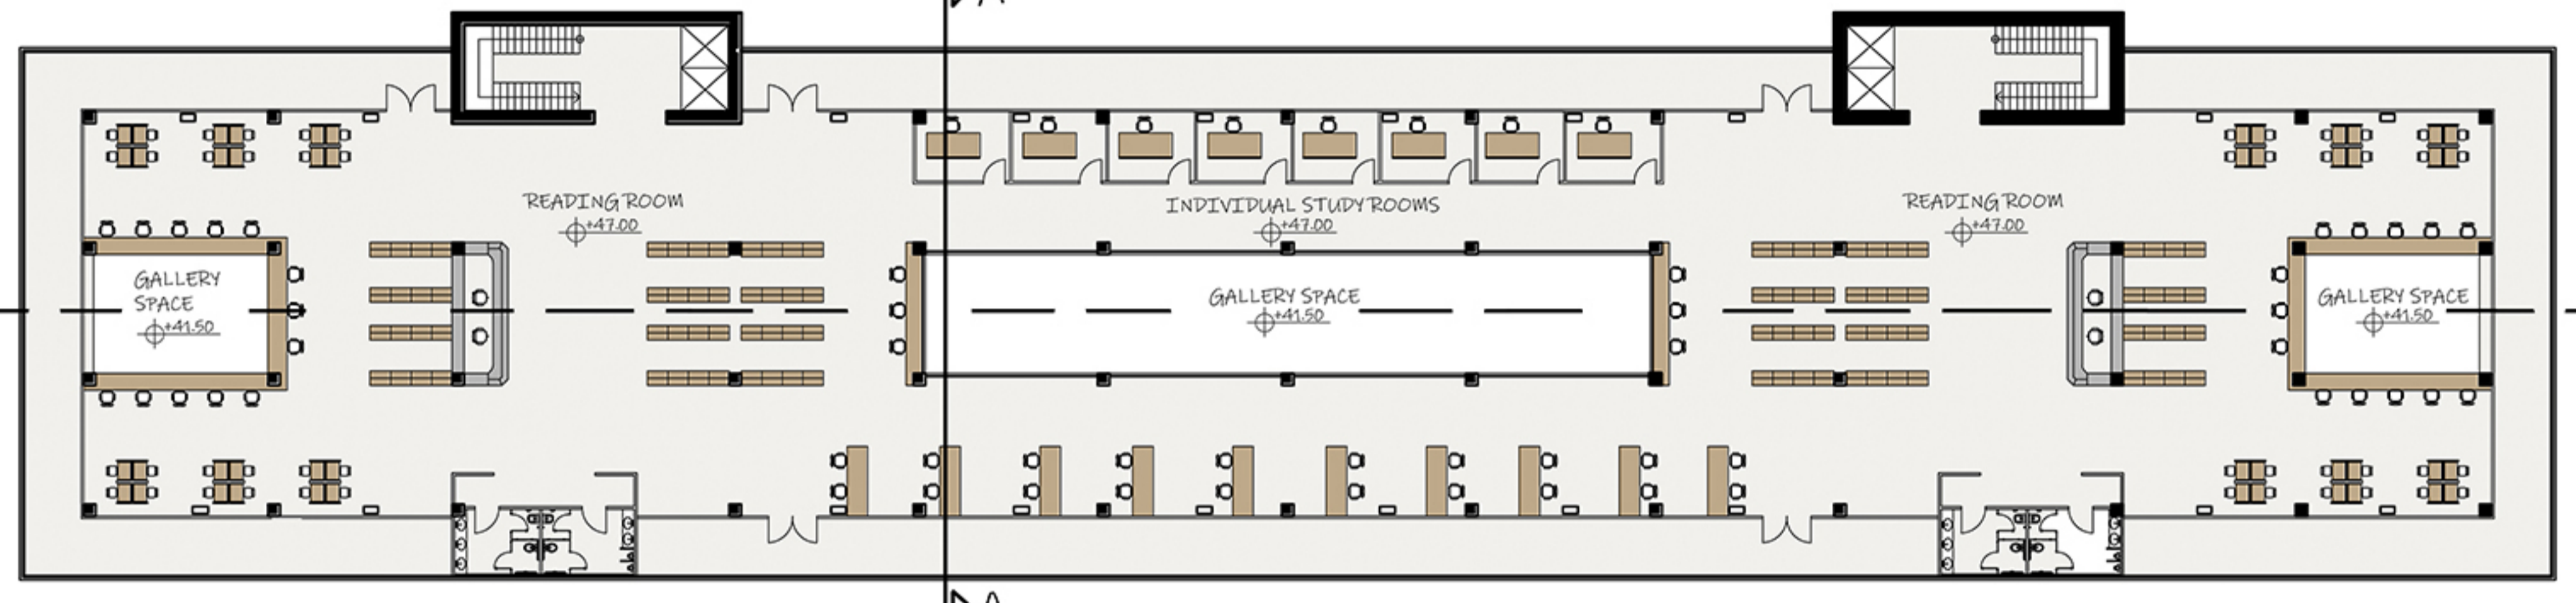 A
READING ROOM
+47.00
INDIVIDUAL STUDY ROOMS
+47.00
READING ROOM
+47.00
GALLERY
SPACE
+41.50
GALLERY SPACE
+41.50
GALLERY SPACE
+41.50
A